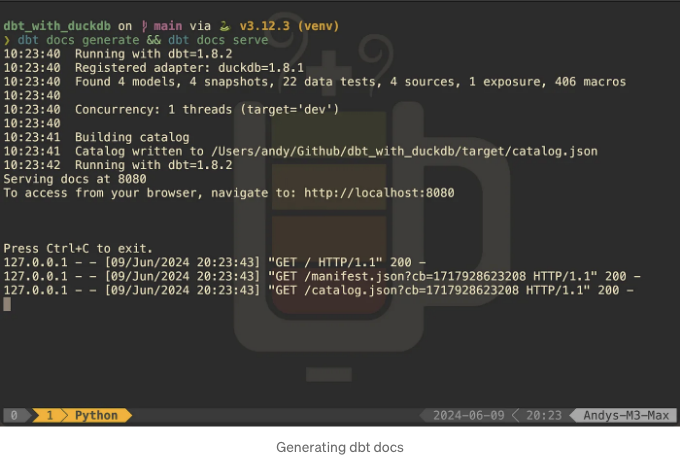 dbt_with_duckdb on main via v3.12.3 (venv)
❯ dbt docs generate && dbt docs serve
10:23:40 Running with dbt=1.8.2
10:23:40 Registered adapter: duckdb=1.8.1
10:23:40 Found 4 models, 4 snapshots, 22 data tests, 4 sources, 1 exposure, 406 macros
10:23:40
10:23:40 Concurrency: 1 threads (target='dev')
10:23:40
10:23:41 Building catalog
10:23:41 Catalog written to /Users/andy/Github/dbt_with_duckdb/target/catalog.json
10:23:42 Running with dbt=1.8.2
Serving docs at 8080
To access from your browser, navigate to: http://localhost:8080
Press Ctrl+C to exit.
127.0.0.1 - - [09/Jun/2024 20:23:43] "GET / HTTP/1.1" 200 -
127.0.0.1 - - [09/Jun/2024 20:23:43] "GET /manifest.json?cb=1717928623208 HTTP/1.1" 200 -
127.0.0.1 - - [09/Jun/2024 20:23:43] "GET /catalog.json?cb=1717928623208 HTTP/1.1" 200 -
0 1 Python 2024-06-09 20:23 Andys-M3-Max
Generating dbt docs